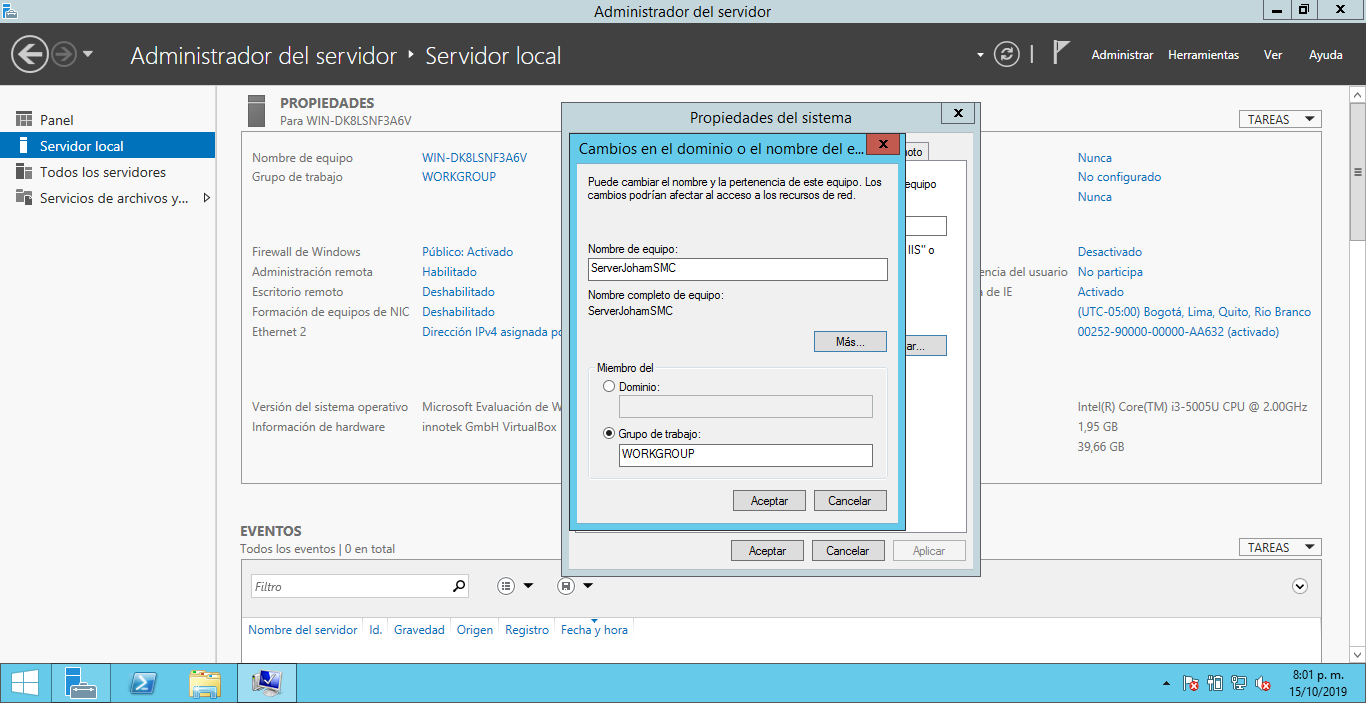 Administrador del servidor
Administrador del servidor ‣ Servidor local
Administrar Herramientas Ver Ayuda
Panel
Servidor local
Todos los servidores
Servicios de archivos y...
PROPIEDADES
Para WIN-DK8LSNF3A6V
TAREAS
Nombre de equipo WIN-DK8LSNF3A6V Nunca
Grupo de trabajo WORKGROUP No configurado
Nunca
Firewall de Windows Público: Activado Desactivado
Administración remota Habilitado encia del usuario No participa
Escritorio remoto Deshabilitado a de IE Activado
Formación de equipos de NIC Deshabilitado (UTC-05:00) Bogotá, Lima, Quito, Rio Branco
Ethernet 2 Dirección IPv4 asignada po 00252-90000-00000-AA632 (activado)
Versión del sistema operativo Microsoft Evaluación de W Intel(R) Core(TM) i3-5005U CPU @ 2.00GHz
Información de hardware innotek GmbH VirtualBox 1,95 GB
39,66 GB
Propiedades del sistema
oto
equipo
IIS" o
ar...
Aceptar Cancelar Aplicar
Cambios en el dominio o el nombre del e...
Puede cambiar el nombre y la pertenencia de este equipo. Los
cambios podrían afectar al acceso a los recursos de red.
Nombre de equipo:
ServerJohamSMC
Nombre completo de equipo:
ServerJohamSMC
Más...
Miembro del
Dominio:
Grupo de trabajo:
WORKGROUP
Aceptar Cancelar
EVENTOS
Todos los eventos | 0 en total
TAREAS
Filtro
Nombre del servidor Id. Gravedad Origen Registro Fecha y hora
8:01 p. m.
15/10/2019